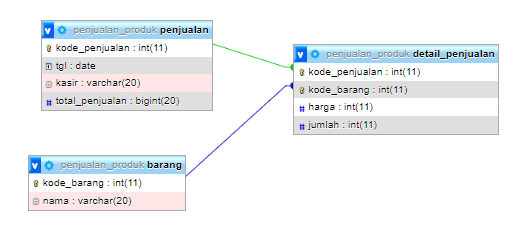 v penjualan_produk penjualan
kode_penjualan : int(11)
tgl : date
kasir : varchar(20)
# total_penjualan : bigint(20)
v penjualan_produk detail_penjualan
kode_penjualan : int(11)
kode_barang : int(11)
# harga : int(11)
# jumlah : int(11)
v penjualan_produk barang
kode_barang : int(11)
nama : varchar(20)